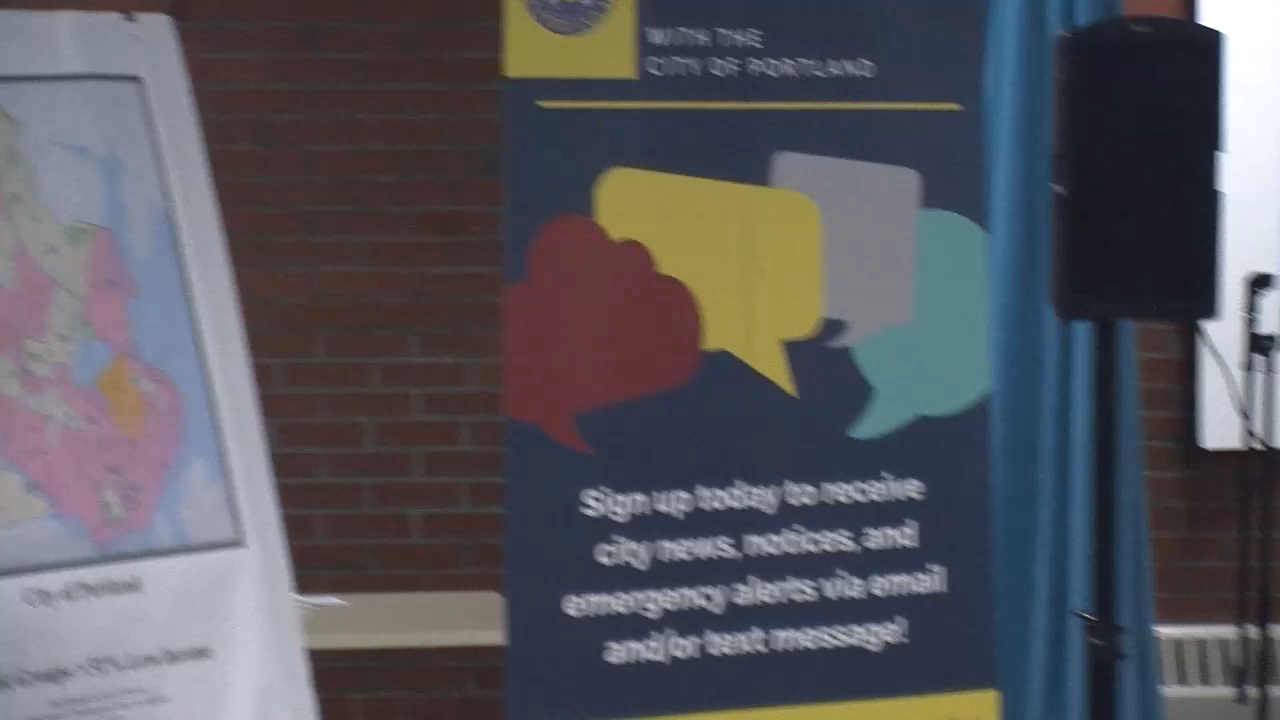 WITH THE
CITY OF PORTLAND
Sign up today to receive
city news, notices, and
emergency alerts via email
and/or text message!
City of Portland